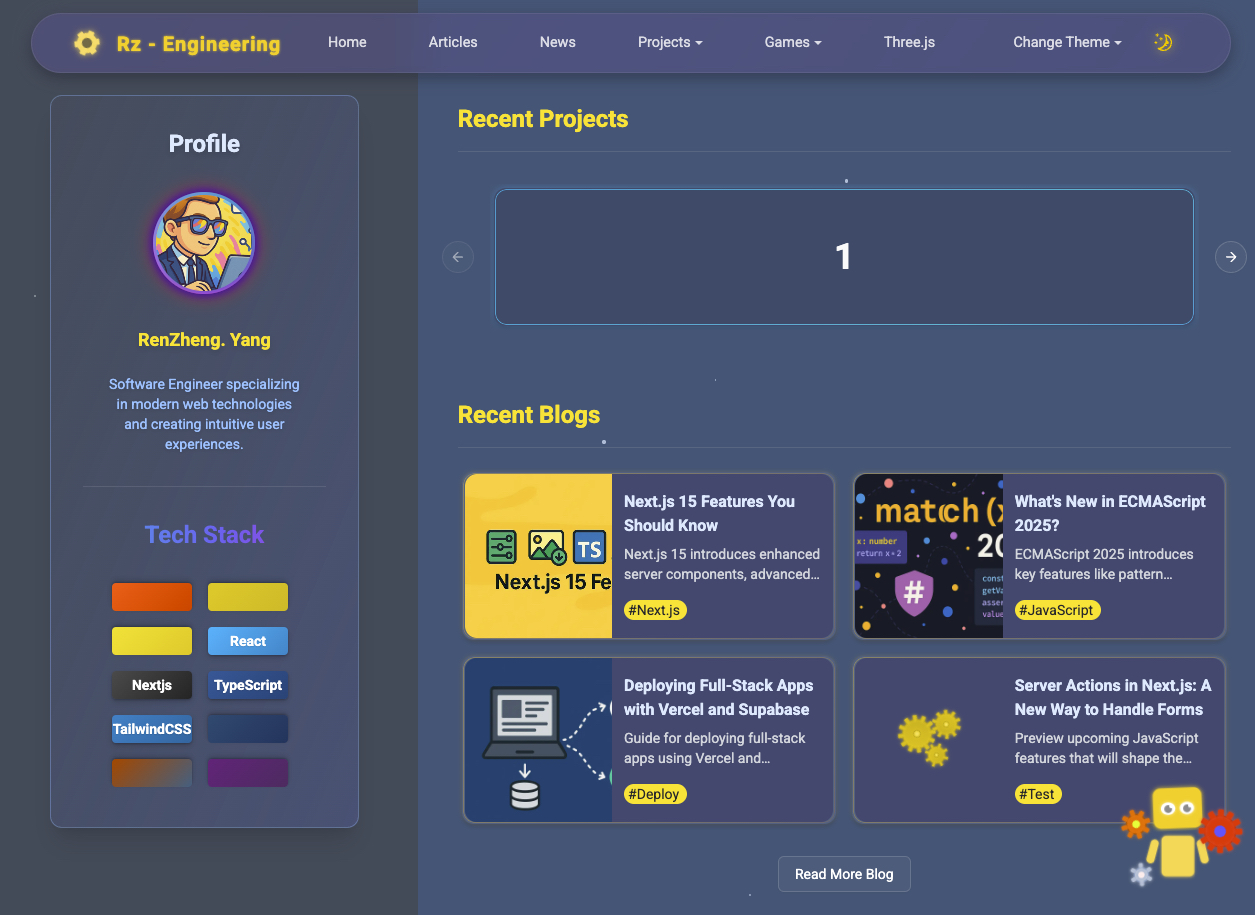 Rz - Engineering
Home
Articles
News
Projects
Games
Three.js
Change Theme
Profile
RenZheng. Yang
Software Engineer specializing
in modern web technologies
and creating intuitive user
experiences.
Tech Stack
React
Nextjs
TypeScript
TailwindCSS
Recent Projects
1
Recent Blogs
TS
Next.js 15 Fe
Next.js 15 Features You
Should Know
Next.js 15 introduces enhanced
server components, advanced...
#Next.js
match (x
x: number
return x • 2
20
#
const
getVa
asser
value
What's New in ECMAScript
2025?
ECMAScript 2025 introduces
key features like pattern...
#JavaScript
Deploying Full-Stack Apps
with Vercel and Supabase
Guide for deploying full-stack
apps using Vercel and...
#Deploy
Server Actions in Next.js: A
New Way to Handle Forms
Preview upcoming JavaScript
features that will shape the...
#Test
Read More Blog